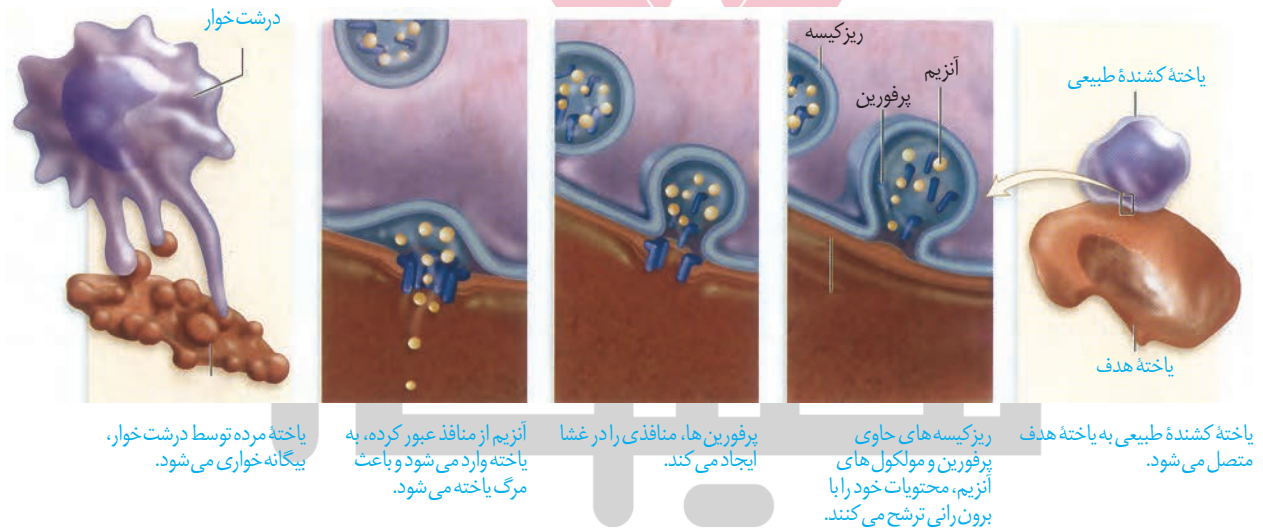 درشت‌خوار
ریزکیسه
آنزیم
پرفورین
یاختهٔ کشندهٔ طبیعی
یاختهٔ هدف
یاختهٔ کشندهٔ طبیعی به یاختهٔ هدف
متصل می‌شود.
ریزکیسه‌های حاوی
پرفورین و مولکول‌های
آنزیم، محتویات خود را با
برون‌رانی ترشح می‌کنند.
پرفورین‌ها، منافذی را در غشا
ایجاد می‌کند.
آنزیم از منافذ عبور کرده، به
یاخته وارد می‌شود و باعث
مرگ یاخته می‌شود.
یاختهٔ مرده توسط درشت‌خوار،
بیگانه‌خواری می‌شود.